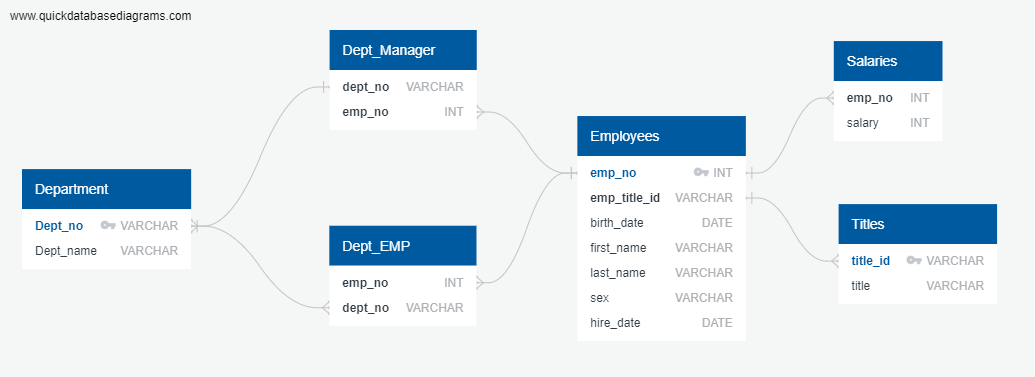 www.quickdatabasediagrams.com
Department
Dept_no VARCHAR
Dept_name VARCHAR
Dept_Manager
dept_no VARCHAR
emp_no INT
Dept_EMP
emp_no INT
dept_no VARCHAR
Employees
emp_no INT
emp_title_id VARCHAR
birth_date DATE
first_name VARCHAR
last_name VARCHAR
sex VARCHAR
hire_date DATE
Salaries
emp_no INT
salary INT
Titles
title_id VARCHAR
title VARCHAR